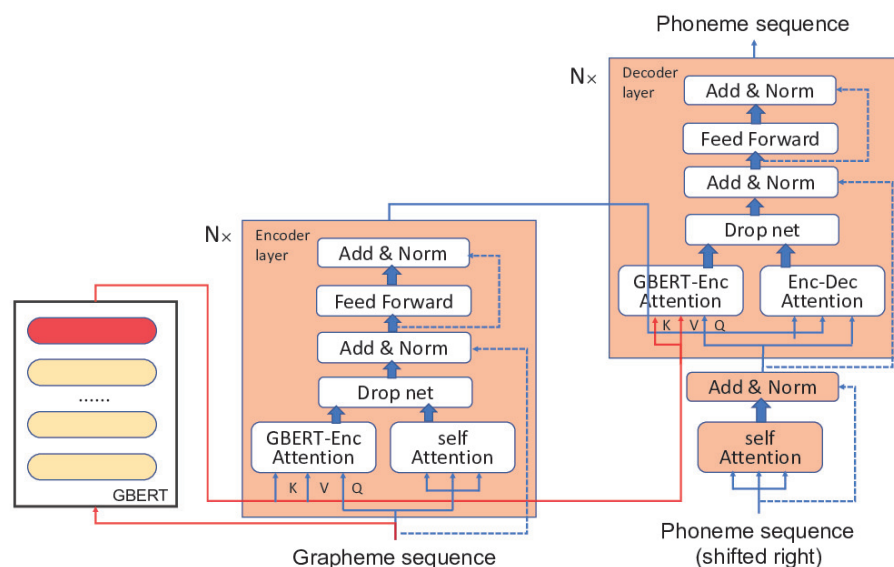 Phoneme sequence
N×
Decoder
layer
Add & Norm
Feed Forward
Add & Norm
Drop net
GBERT-Enc
Attention
Enc-Dec
Attention
K V Q
Add & Norm
self
Attention
Phoneme sequence
(shifted right)
N×
Encoder
layer
Add & Norm
Feed Forward
Add & Norm
Drop net
GBERT-Enc
Attention
self
Attention
K V Q
Grapheme sequence
......
GBERT